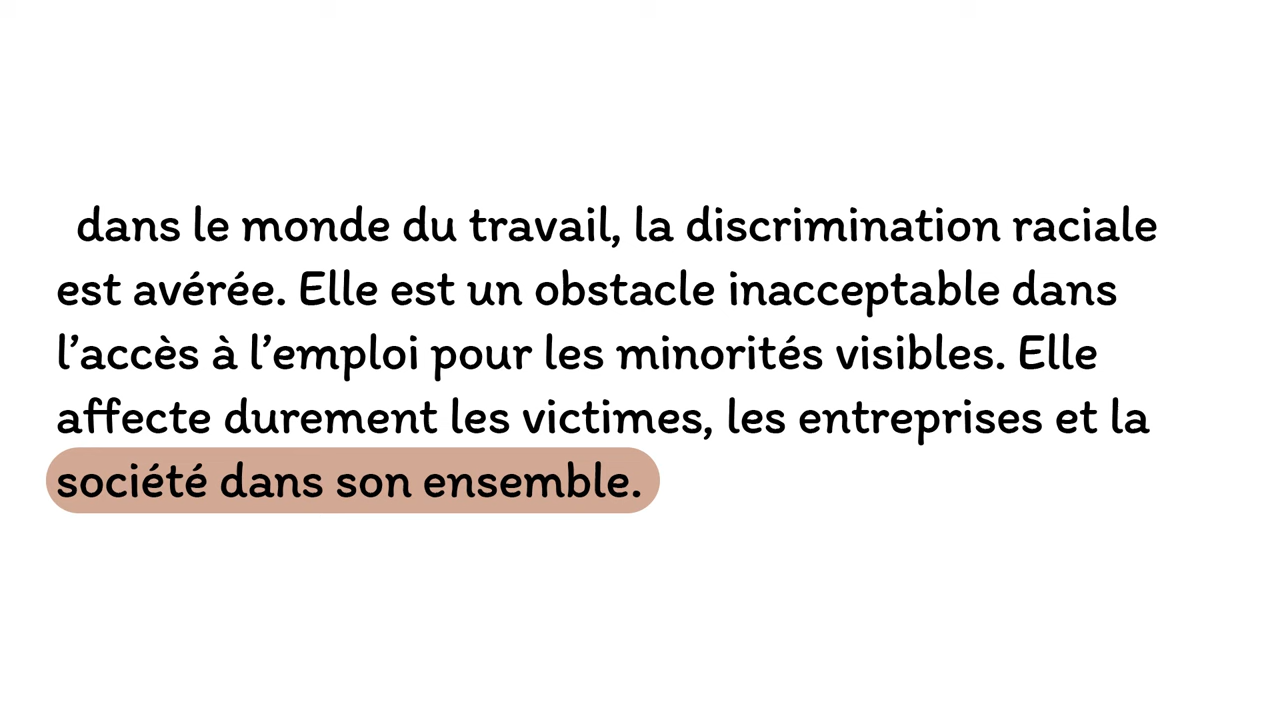 dans le monde du travail, la discrimination raciale
est avérée. Elle est un obstacle inacceptable dans
l’accès à l’emploi pour les minorités visibles. Elle
affecte durement les victimes, les entreprises et la
société dans son ensemble.